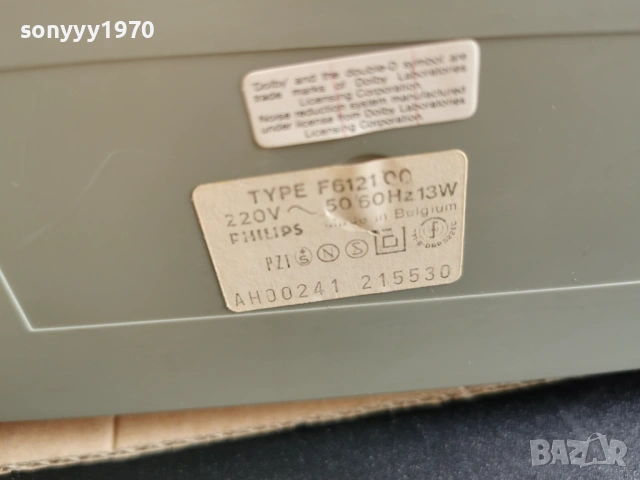 sonyyy1970
'Dolby' and the double-D symbol are
trade marks of Dolby Laboratories
Licensing Corporation.
Noise reduction system manufactured
under license from Dolby Laboratories
Licensing Corporation.
TYPE F6121 00
220V ~ 50/60Hz 13W
PHILIPS Made in Belgium
PZI S N S
AH00241 215530
BAZAR